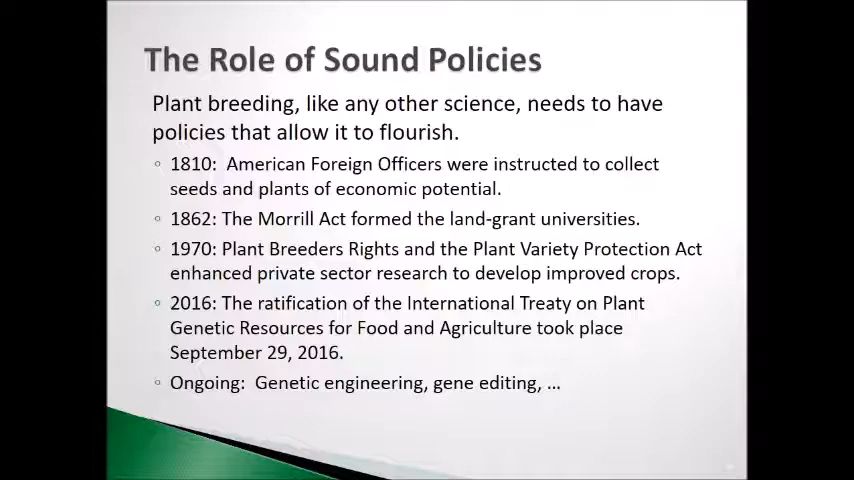 The Role of Sound Policies
Plant breeding, like any other science, needs to have
policies that allow it to flourish.
◦ 1810:  American Foreign Officers were instructed to collect
seeds and plants of economic potential.
◦ 1862: The Morrill Act formed the land-grant universities.
◦ 1970: Plant Breeders Rights and the Plant Variety Protection Act
enhanced private sector research to develop improved crops.
◦ 2016: The ratification of the International Treaty on Plant
Genetic Resources for Food and Agriculture took place
September 29, 2016.
◦ Ongoing:  Genetic engineering, gene editing, …